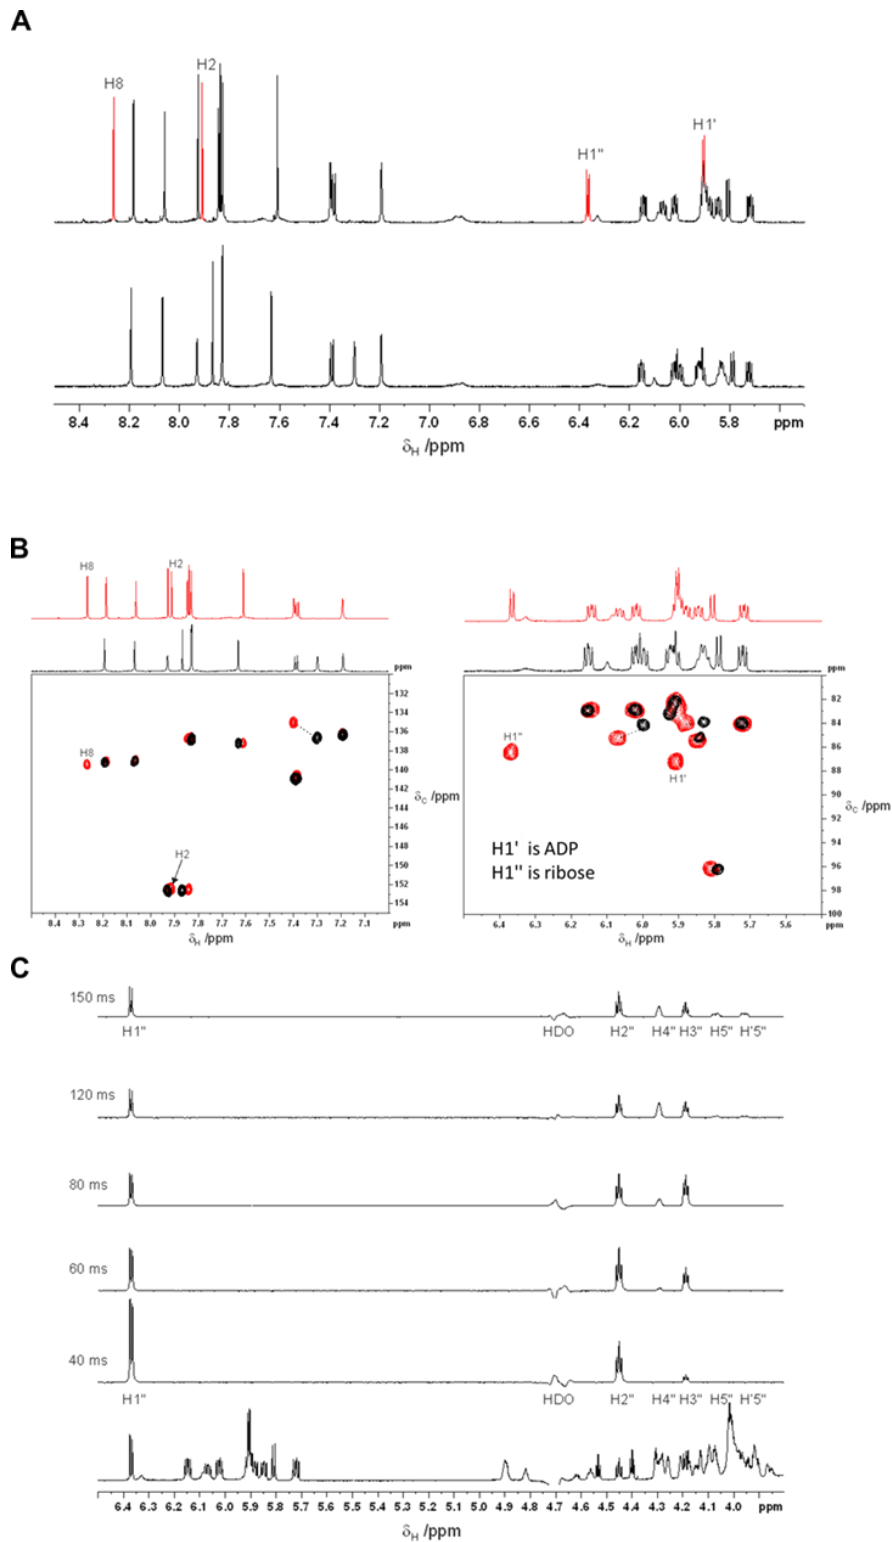 A
H8
H2
H1"
H1'
8.4 8.2 8.0 7.8 7.6 7.4 7.2 7.0 6.8 6.6 6.4 6.2 6.0 5.8 ppm
δH /ppm
B
H8
H2
ppm
ppm
132
134
136
138
140
142
144
146
148
150
152
154
H8
H2
δC /ppm
8.4 8.3 8.2 8.1 8.0 7.9 7.8 7.7 7.6 7.5 7.4 7.3 7.2 7.1 ppm
δH /ppm
82
84
86
88
90
92
94
96
98
100
H1"
H1'
δC /ppm
H1' is ADP
H1" is ribose
6.4 6.3 6.2 6.1 6.0 5.9 5.8 5.7 5.6 ppm
δH /ppm
C
150 ms
H1" HDO H2" H4" H3" H5" H'5"
120 ms
80 ms
60 ms
40 ms
H1" HDO H2" H4" H3" H5" H'5"
6.4 6.3 6.2 6.1 6.0 5.9 5.8 5.7 5.6 5.5 5.4 5.3 5.2 5.1 5.0 4.9 4.8 4.7 4.6 4.5 4.4 4.3 4.2 4.1 4.0 ppm
δH /ppm